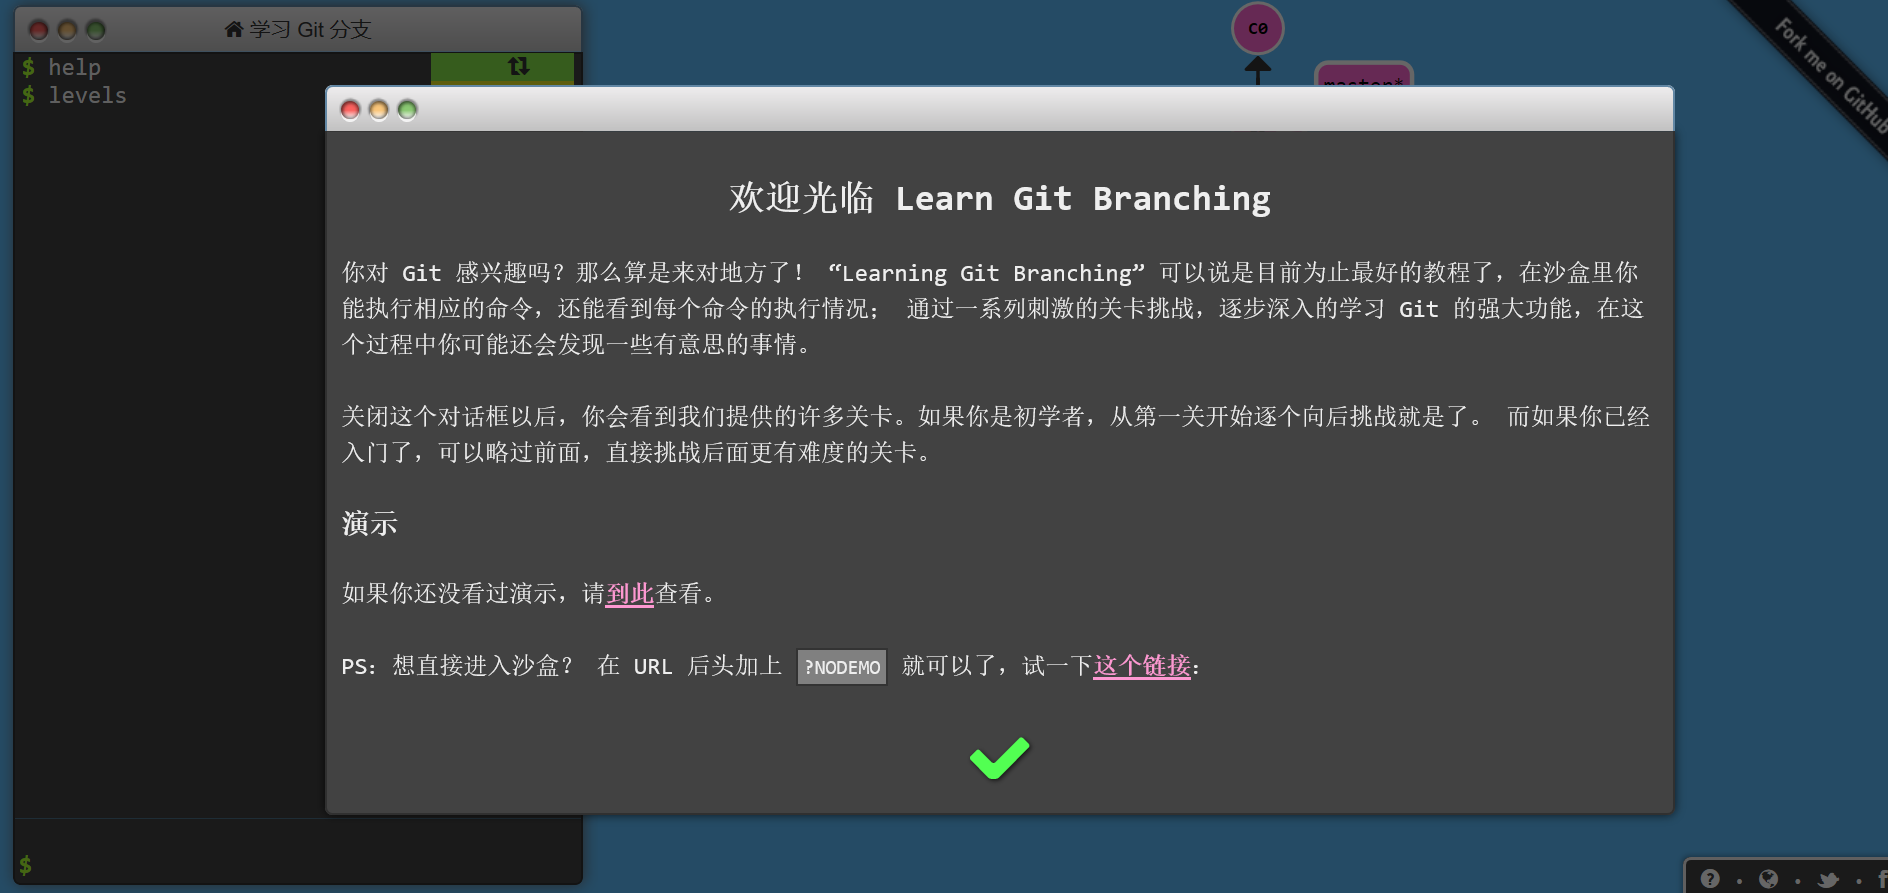 学习 Git 分支
$ help
$ levels
C0
master*
Fork me on GitHub
欢迎光临 Learn Git Branching
你对 Git 感兴趣吗？那么算是来对地方了！ “Learning Git Branching” 可以说是目前为止最好的教程了，在沙盒里你
能执行相应的命令，还能看到每个命令的执行情况； 通过一系列刺激的关卡挑战，逐步深入的学习 Git 的强大功能，在这
个过程中你可能还会发现一些有意思的事情。
关闭这个对话框以后，你会看到我们提供的许多关卡。如果你是初学者，从第一关开始逐个向后挑战就是了。 而如果你已经
入门了，可以略过前面，直接挑战后面更有难度的关卡。
演示
如果你还没看过演示，请到此查看。
PS：想直接进入沙盒？ 在 URL 后头加上 ?NODEMO 就可以了，试一下这个链接：
$